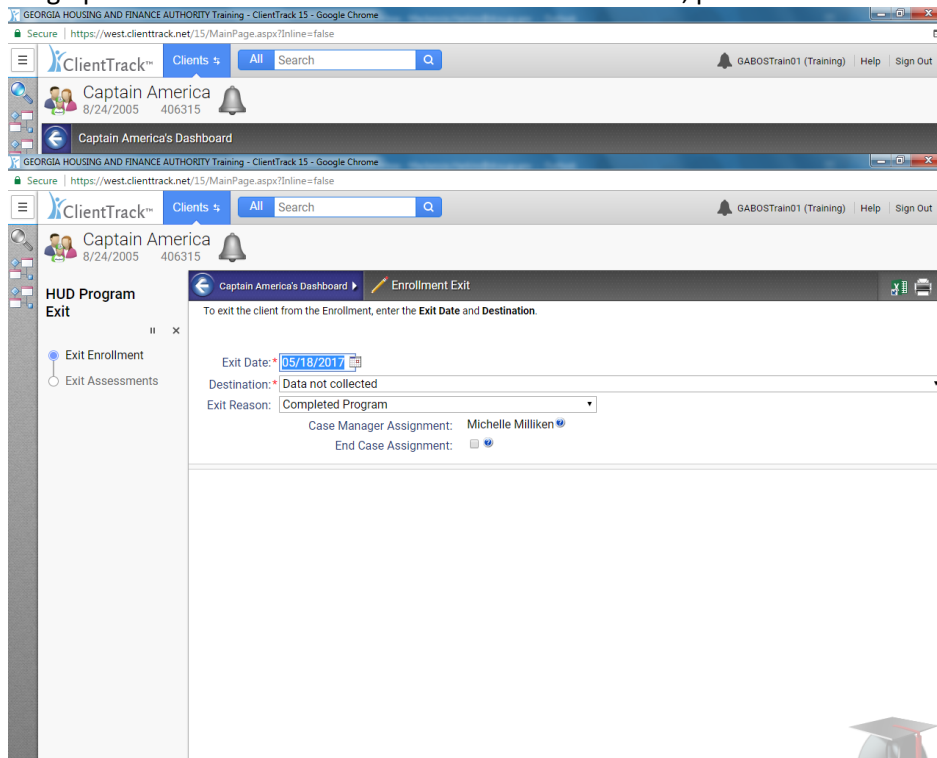 GEORGIA HOUSING AND FINANCE AUTHORITY Training - ClientTrack 15 - Google Chrome
Secure | https://west.clienttrack.net/15/MainPage.aspx?Inline=false
ClientTrack™ Clients All Search GABOSTrain01 (Training) Help Sign Out
Captain America
8/24/2005 406315
Captain America's Dashboard
GEORGIA HOUSING AND FINANCE AUTHORITY Training - ClientTrack 15 - Google Chrome
Secure | https://west.clienttrack.net/15/MainPage.aspx?Inline=false
ClientTrack™ Clients All Search GABOSTrain01 (Training) Help Sign Out
Captain America
8/24/2005 406315
Captain America's Dashboard Enrollment Exit
HUD Program Exit
To exit the client from the Enrollment, enter the Exit Date and Destination.
Exit Enrollment
Exit Assessments
Exit Date:* 05/18/2017
Destination:* Data not collected
Exit Reason: Completed Program
Case Manager Assignment: Michelle Milliken
End Case Assignment: